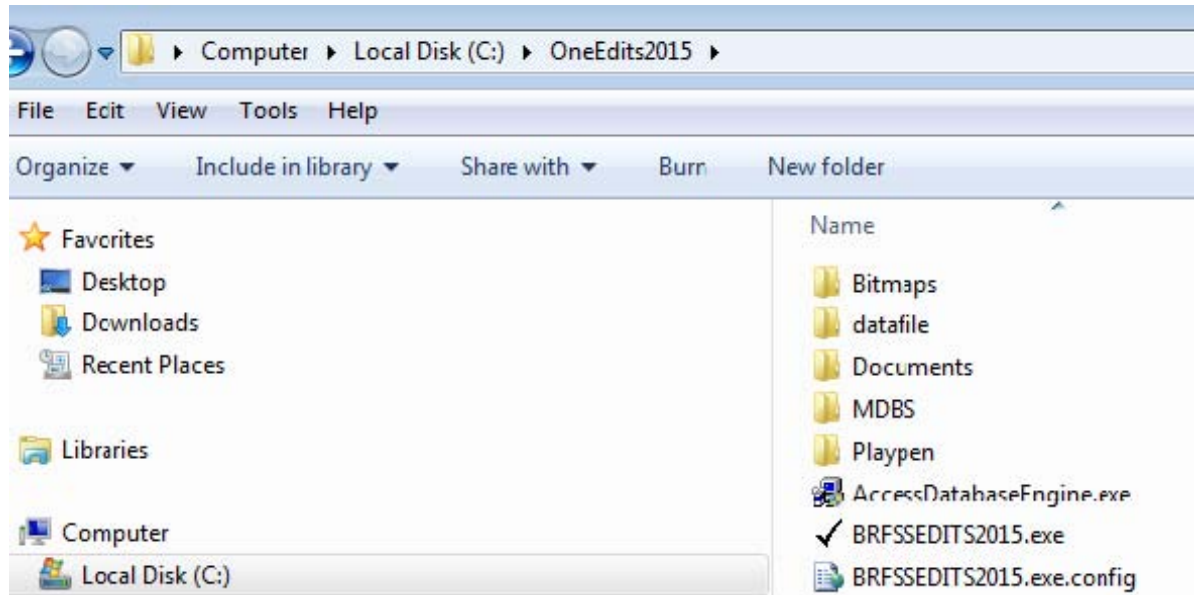 Computer Local Disk (C:) OneEdits2015
File Edit View Tools Help
Organize Include in library Share with Burn New folder
Favorites
Desktop
Downloads
Recent Places
Libraries
Computer
Local Disk (C:)
Name
Bitmaps
datafile
Documents
MDBS
Playpen
AccessDatabaseEngine.exe
BRFSSEDITS2015.exe
BRFSSEDITS2015.exe.config